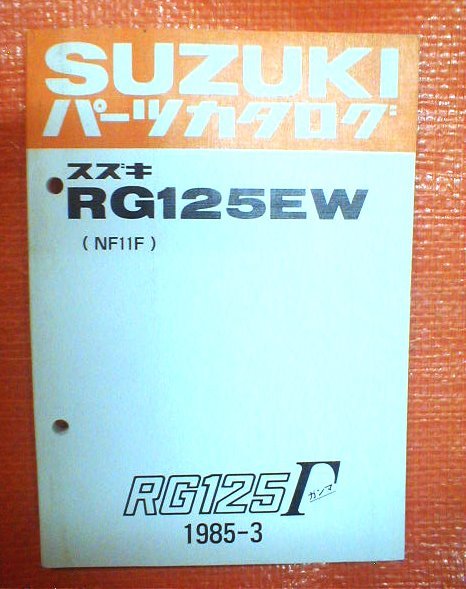 SUZUKI
パーツカタログ
スズキ
RG125EW
( NF11F )
RG125Γ ガンマ
1985-3